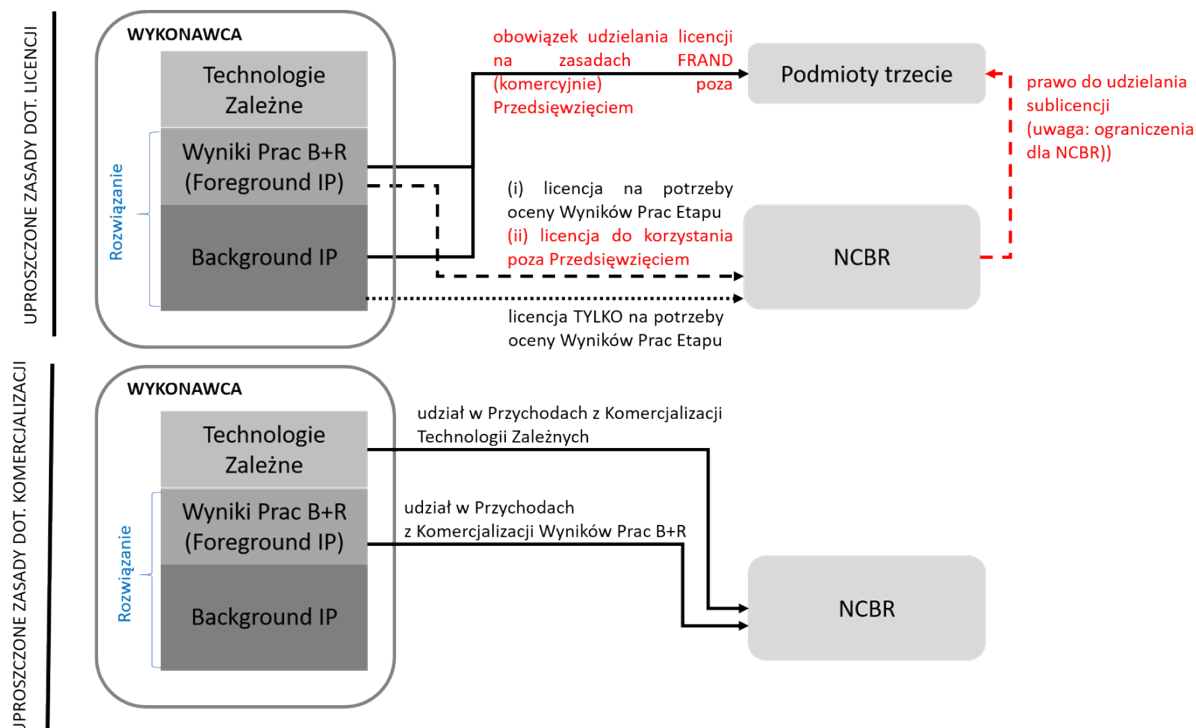 UPROSZCZONE ZASADY DOT. LICENCJI
WYKONAWCA
Technologie
Zależne
Wyniki Prac B+R
(Foreground IP)
Background IP
Rozwiązanie
obowiązek udzielania licencji
na zasadach FRAND
(komercyjnie) poza
Przedsięwzięciem
Podmioty trzecie
prawo do udzielania
sublicencji
(uwaga: ograniczenia
dla NCBR))
(i) licencja na potrzeby
oceny Wyników Prac Etapu
(ii) licencja do korzystania
poza Przedsięwzięciem
NCBR
licencja TYLKO na potrzeby
oceny Wyników Prac Etapu
UPROSZCZONE ZASADY DOT. KOMERCJALIZACJI
WYKONAWCA
Technologie
Zależne
Wyniki Prac B+R
(Foreground IP)
Background IP
Rozwiązanie
udział w Przychodach z Komercjalizacji
Technologii Zależnych
udział w Przychodach
z Komercjalizacji Wyników Prac B+R
NCBR